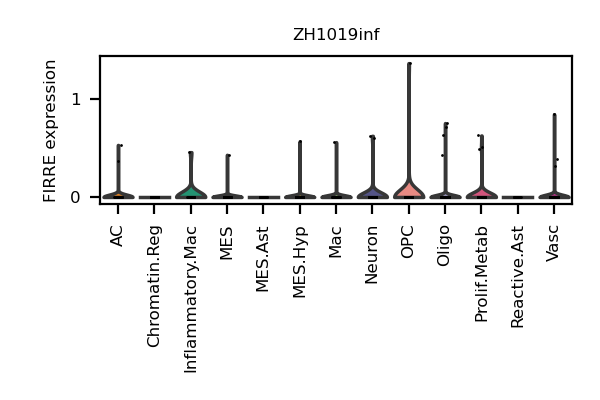 ZH1019inf
FIRRE expression
1
0
AC
Chromatin.Reg
Inflammatory.Mac
MES
MES.Ast
MES.Hyp
Mac
Neuron
OPC
Oligo
Prolif.Metab
Reactive.Ast
Vasc